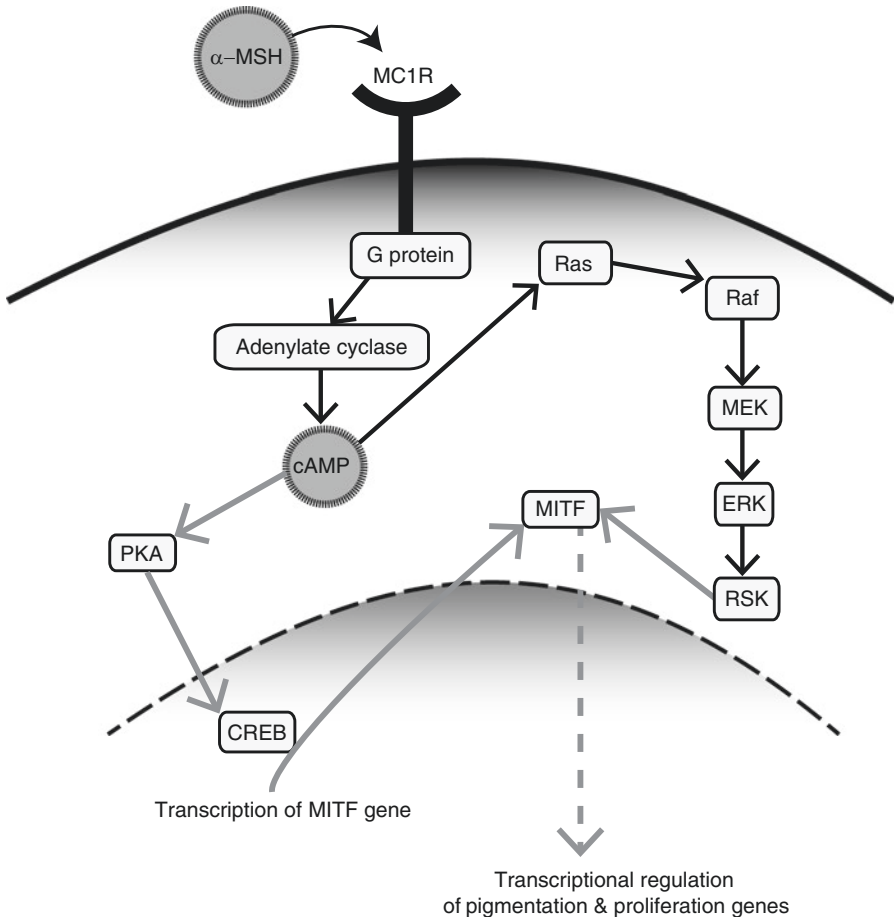 α–MSH
MC1R
G protein
Ras
Raf
Adenylate cyclase
MEK
cAMP
MITF
ERK
PKA
RSK
CREB
Transcription of MITF gene
Transcriptional regulation
of pigmentation & proliferation genes